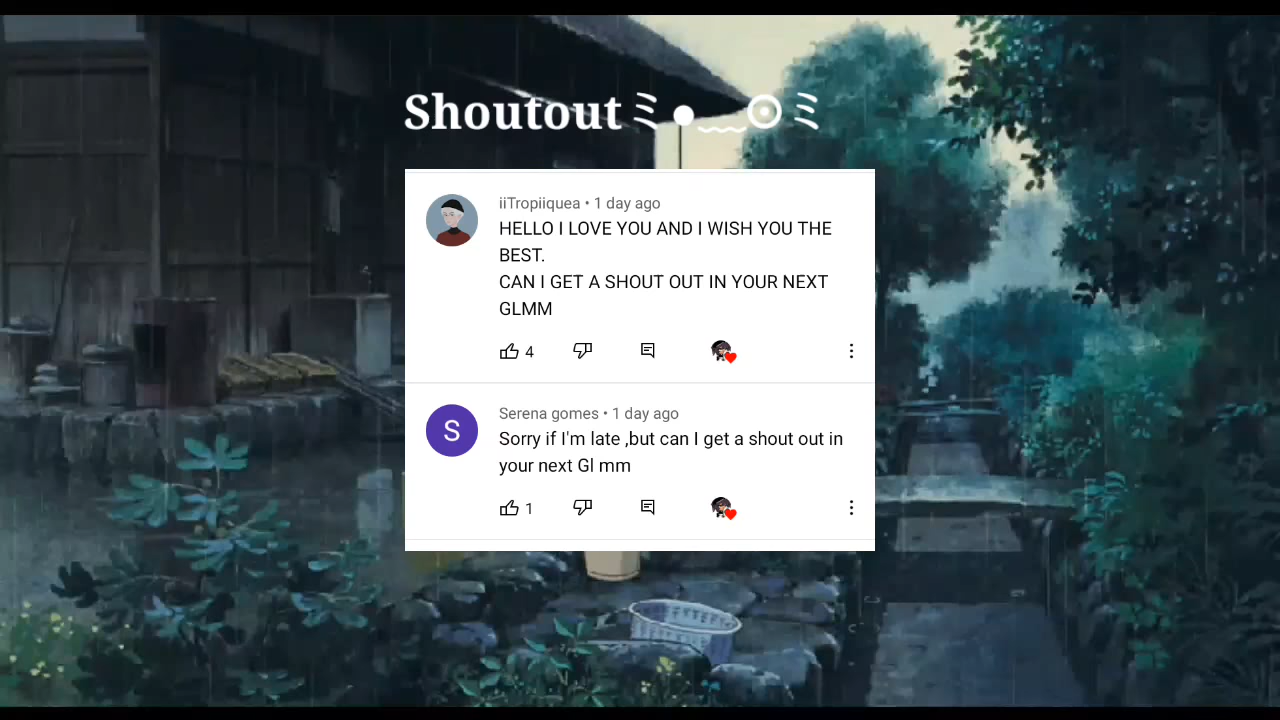 Shoutout ミ●﹏☉ミ
iiTropiiquea • 1 day ago
HELLO I LOVE YOU AND I WISH YOU THE
BEST.
CAN I GET A SHOUT OUT IN YOUR NEXT
GLMM
4
S
Serena gomes • 1 day ago
Sorry if I'm late ,but can I get a shout out in
your next Gl mm
1